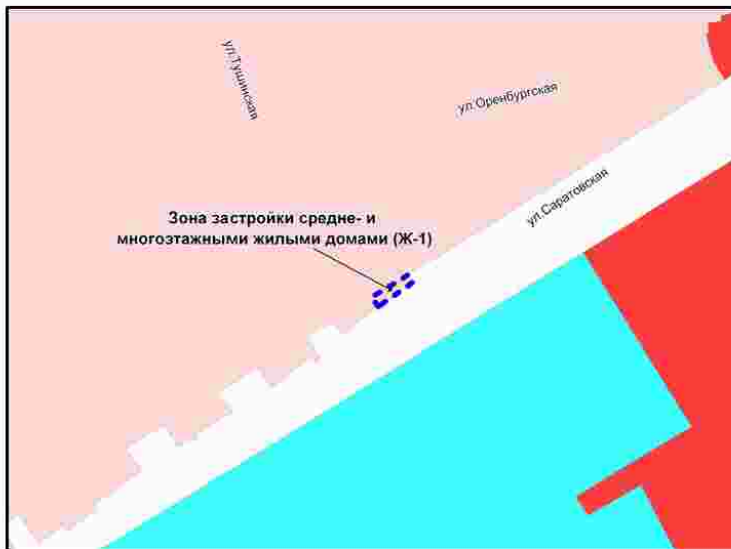 ул.Тушинская
ул.Оренбургская
ул.Саратовская
Зона застройки средне- и
многоэтажными жилыми домами (Ж-1)